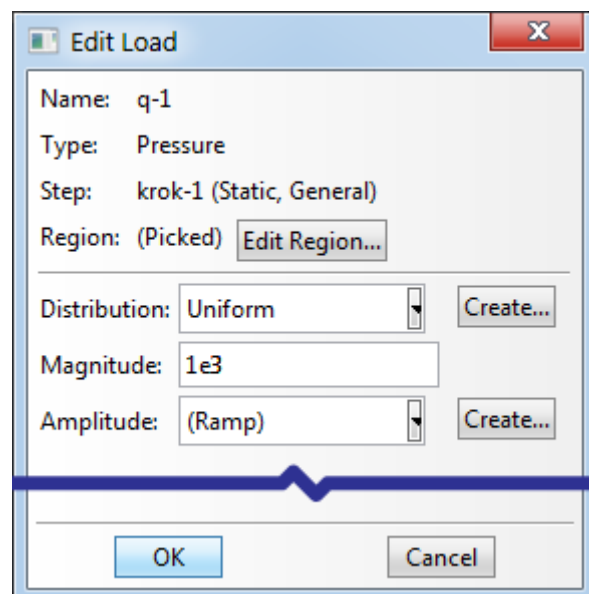 Edit Load
x
Name: q-1
Type: Pressure
Step: krok-1 (Static, General)
Region: (Picked) Edit Region...
Distribution: Uniform Create...
Magnitude: 1e3
Amplitude: (Ramp) Create...
OK Cancel